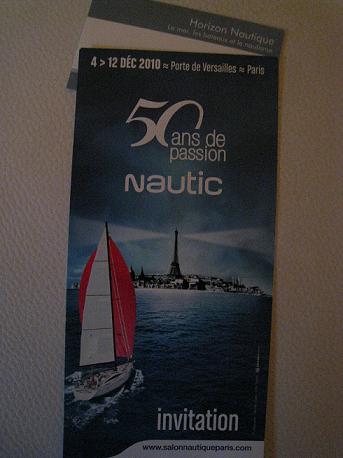 Horizon Nautique
La mer, les bateaux et le nautisme
4 > 12 DÉC 2010 ≈ Porte de Versailles ≈ Paris
50
ans de
passion
Nautic
invitation
www.salonnautiqueparis.com